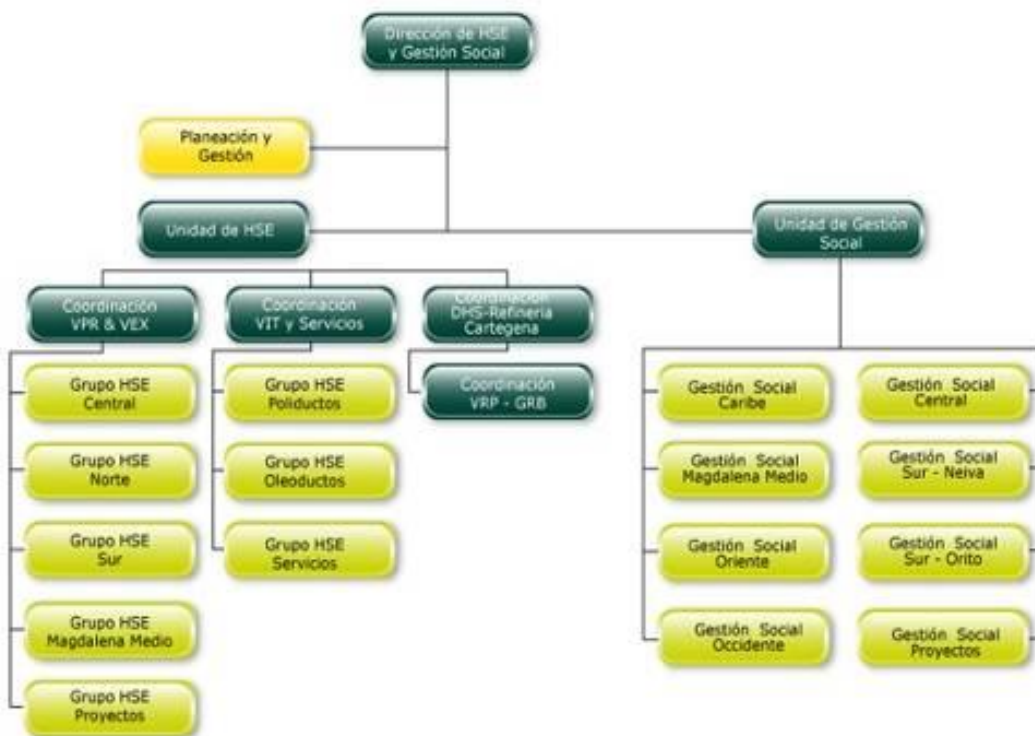 Dirección de HSE
y Gestión Social
Planeación y
Gestión
Unidad de HSE
Unidad de Gestión
Social
Coordinación
VPR & VEX
Coordinación
VIT y Servicios
Coordinación
DHS-Refinería
Cartegena
Grupo HSE
Central
Grupo HSE
Poliductos
Coordinación
VRP - GRB
Gestión Social
Caribe
Gestión Social
Central
Grupo HSE
Norte
Grupo HSE
Oleoductos
Gestión Social
Magdalena Medio
Gestión Social
Sur - Neiva
Grupo HSE
Sur
Grupo HSE
Servicios
Gestión Social
Oriente
Gestión Social
Sur - Orito
Grupo HSE
Magdalena Medio
Gestión Social
Occidente
Gestión Social
Proyectos
Grupo HSE
Proyectos